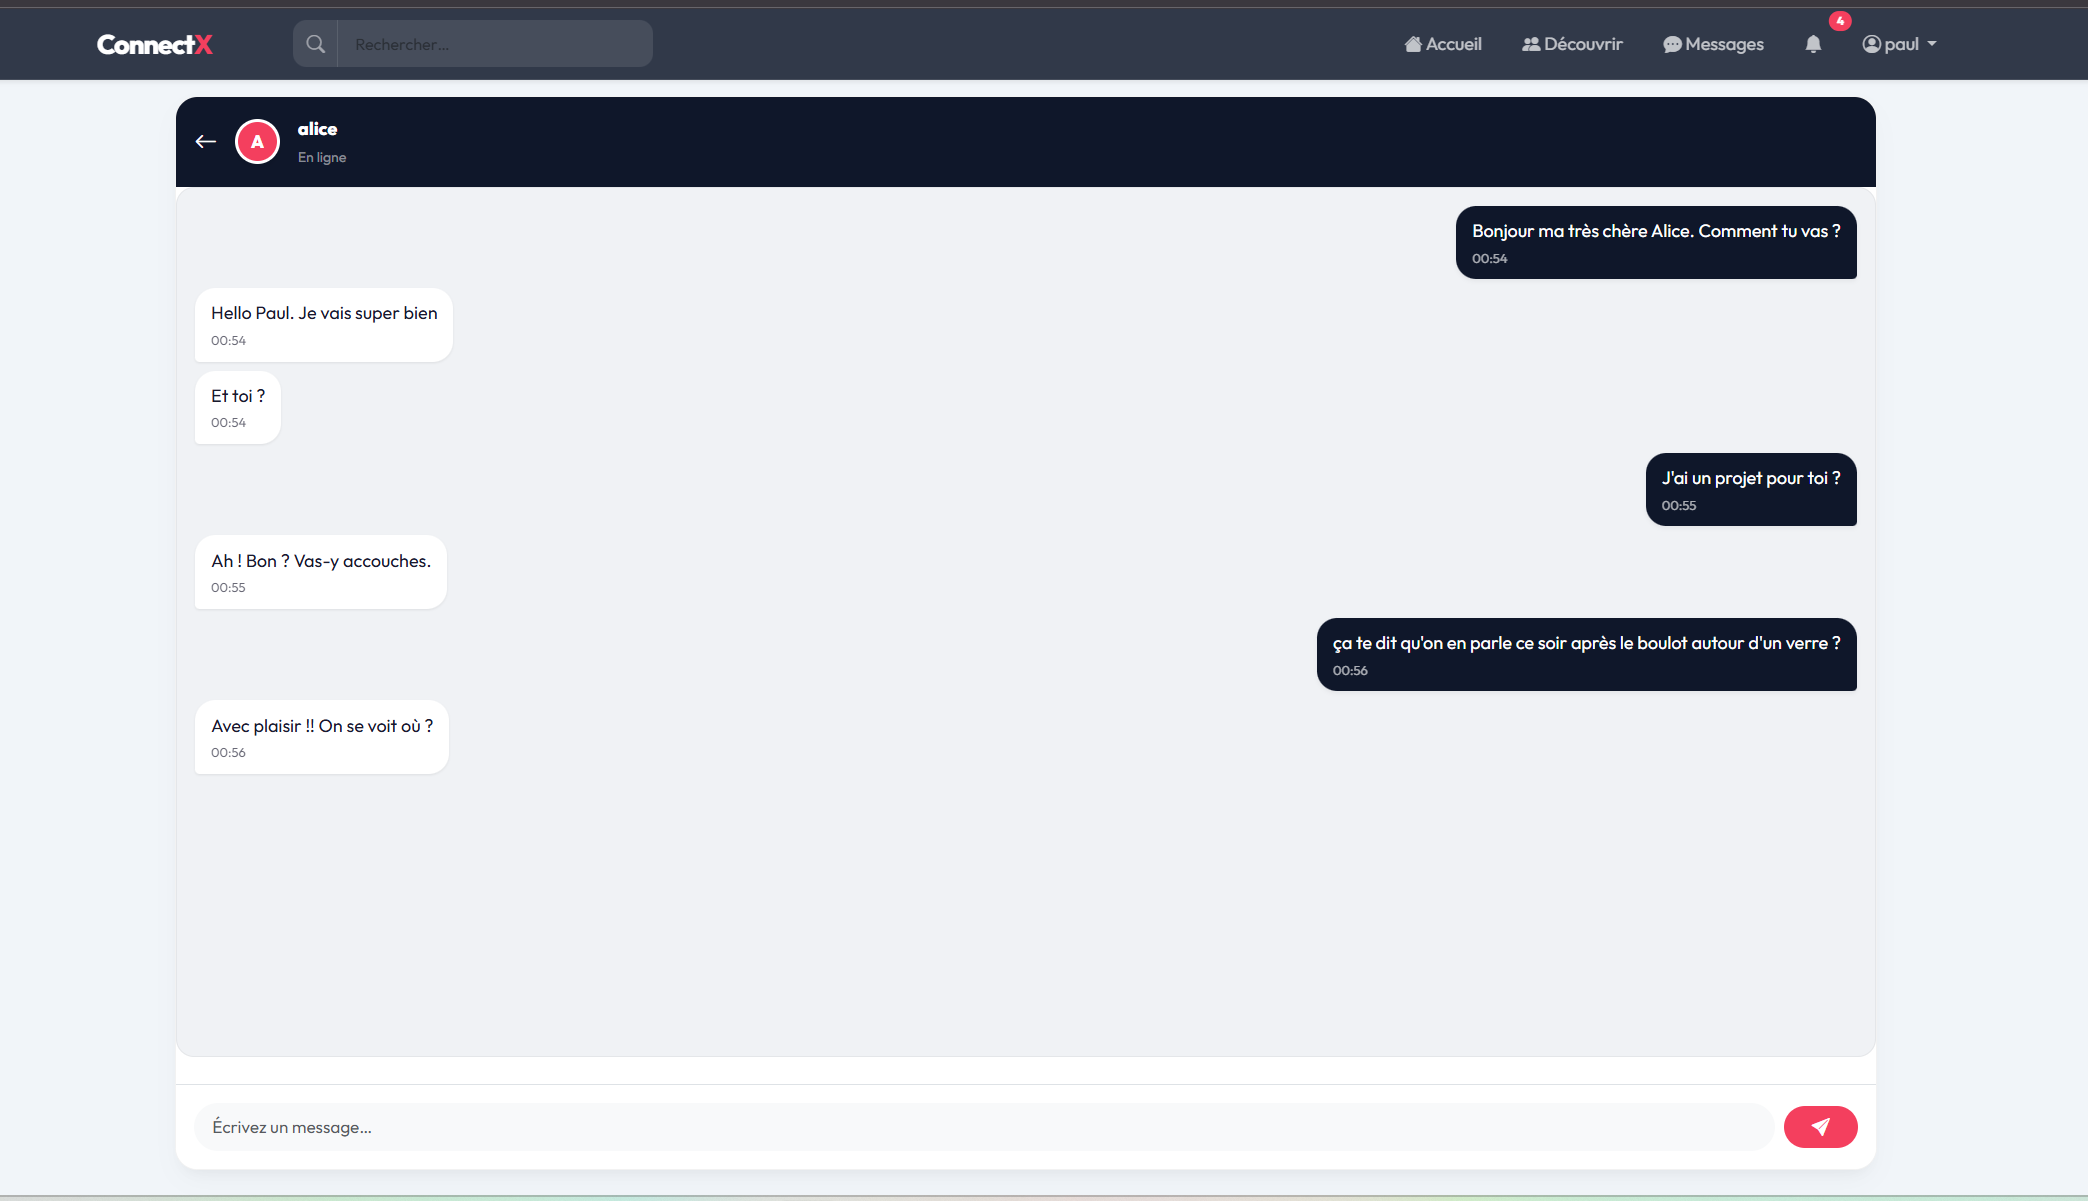 ConnectX
Rechercher...
Accueil
Découvrir
Messages
4
paul
A
alice
En ligne
Bonjour ma très chère Alice. Comment tu vas ?
00:54
Hello Paul. Je vais super bien
00:54
Et toi ?
00:54
J'ai un projet pour toi ?
00:55
Ah ! Bon ? Vas-y accouches.
00:55
ça te dit qu'on en parle ce soir après le boulot autour d'un verre ?
00:56
Avec plaisir !! On se voit où ?
00:56
Écrivez un message...